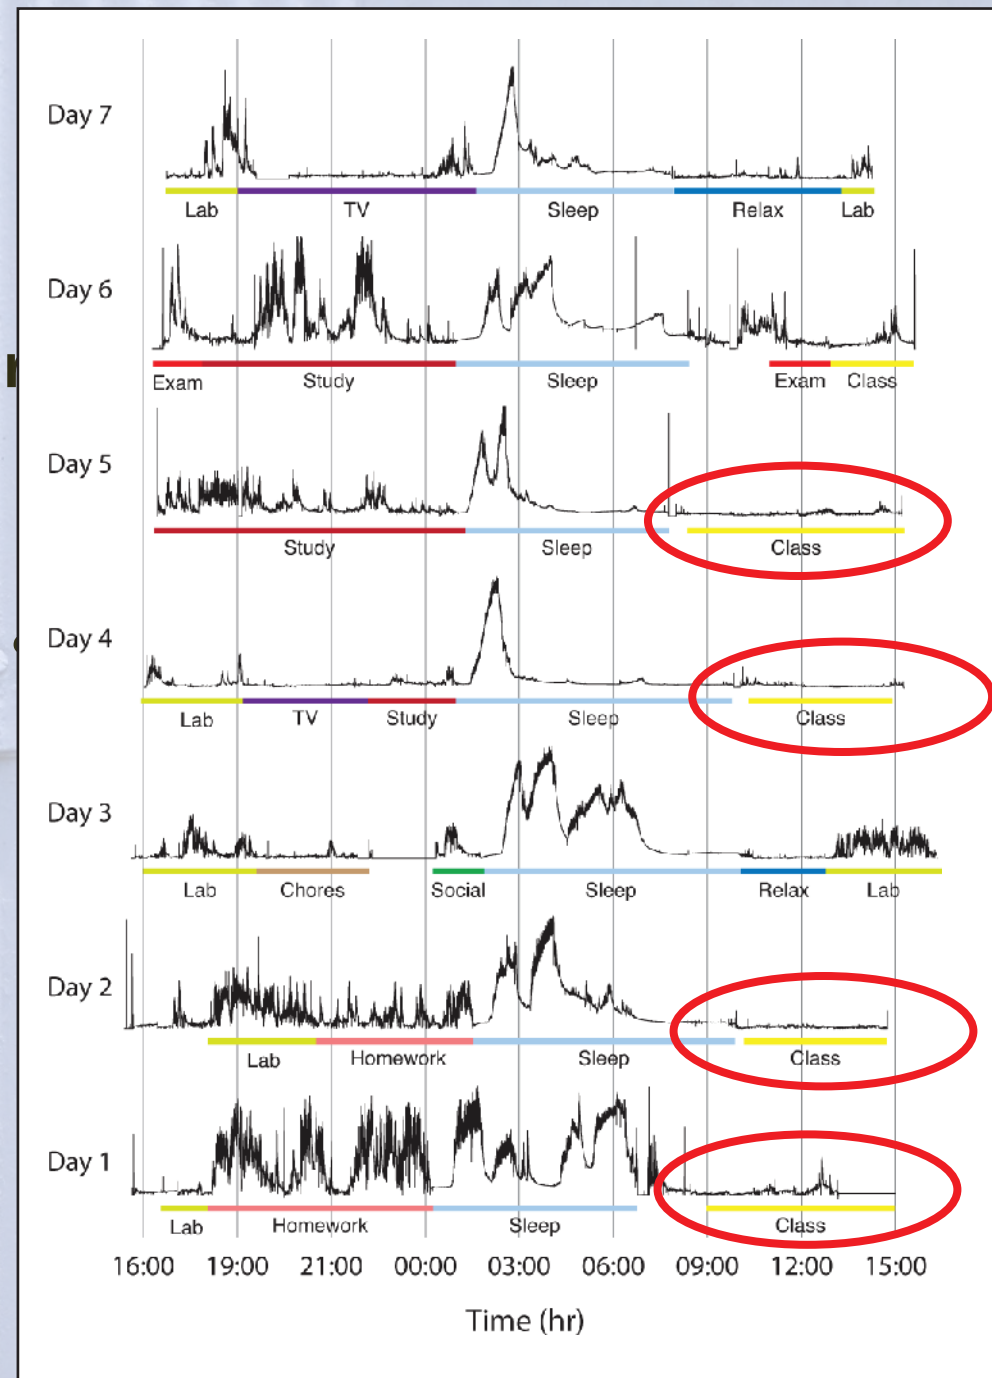 Day 7
Lab TV Sleep Relax Lab
Day 6
Exam Study Sleep Exam Class
Day 5
Study Sleep Class
Day 4
Lab TV Study Sleep Class
Day 3
Lab Chores Social Sleep Relax Lab
Day 2
Lab Homework Sleep Class
Day 1
Lab Homework Sleep Class
16:00 19:00 21:00 00:00 03:00 06:00 09:00 12:00 15:00
Time (hr)